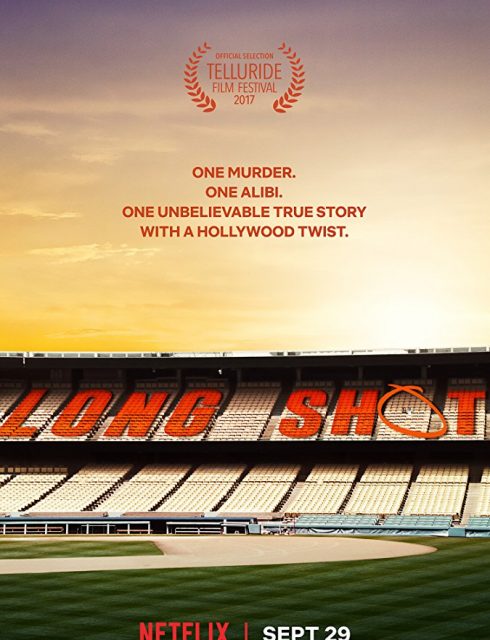 OFFICIAL SELECTION
TELLURIDE
FILM FESTIVAL
2017
ONE MURDER.
ONE ALIBI.
ONE UNBELIEVABLE TRUE STORY
WITH A HOLLYWOOD TWIST.
LONG SHOT
NETFLIX | SEPT 29